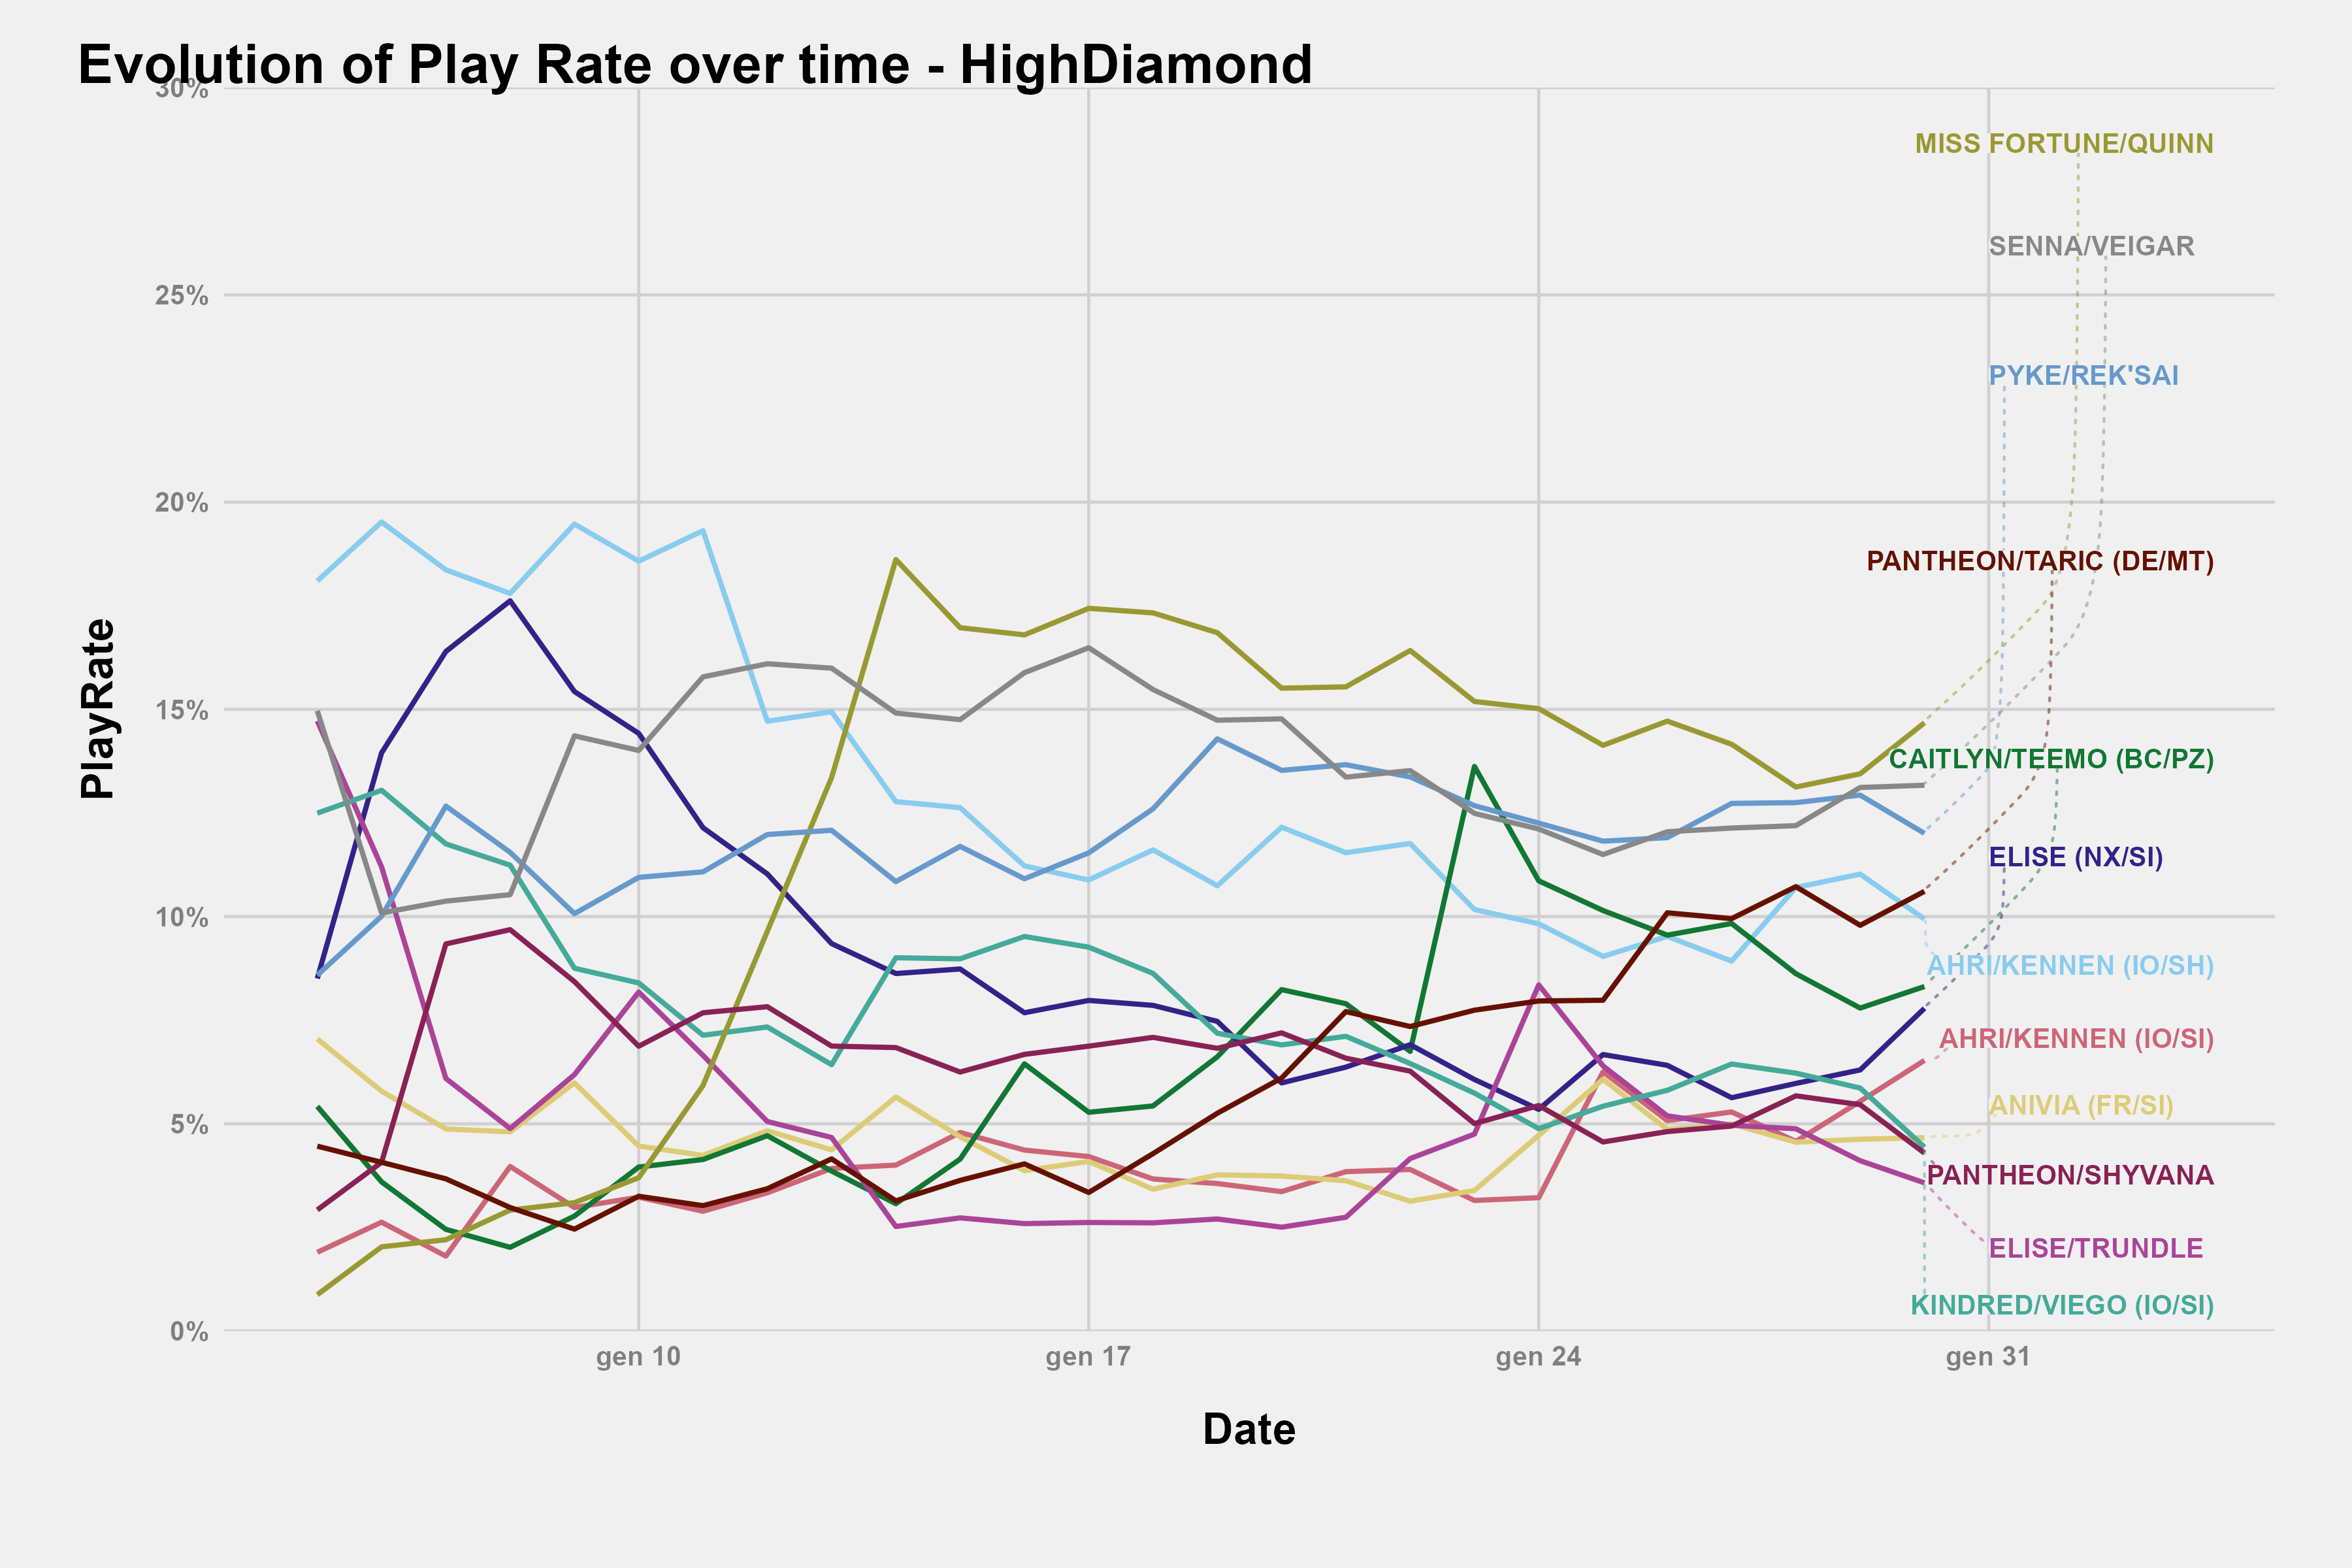 Evolution of Play Rate over time - HighDiamond
30%
MISS FORTUNE/QUINN
SENNA/VEIGAR
25%
PYKE/REK'SAI
20%
PANTHEON/TARIC (DE/MT)
PlayRate
15%
CAITLYN/TEEMO (BC/PZ)
ELISE (NX/SI)
10%
AHRI/KENNEN (IO/SH)
AHRI/KENNEN (IO/SI)
ANIVIA (FR/SI)
5%
PANTHEON/SHYVANA
ELISE/TRUNDLE
KINDRED/VIEGO (IO/SI)
0%
gen 10
gen 17
gen 24
gen 31
Date